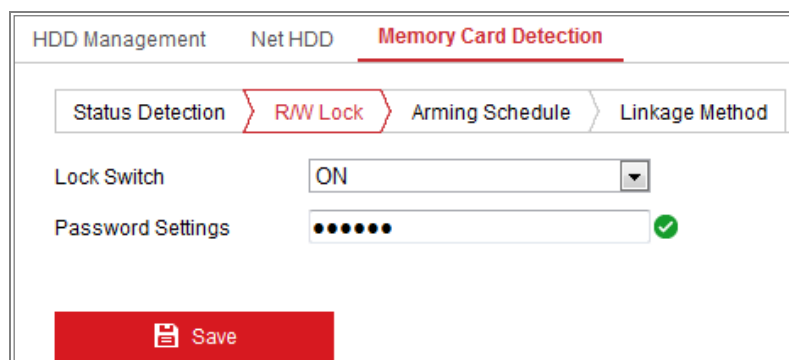 HDD Management Net HDD Memory Card Detection
Status Detection R/W Lock Arming Schedule Linkage Method
Lock Switch ON
Password Settings ●●●●●●
Save